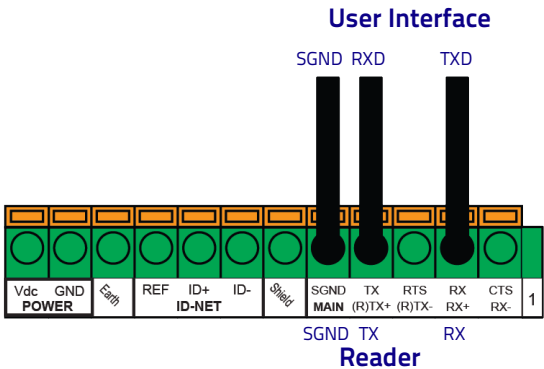 User Interface
SGND RXD TXD
Vdc GND Earth REF ID+ ID- Shield SGND TX RTS RX CTS 1
POWER ID-NET MAIN (R)TX+ (R)TX- RX+ RX-
SGND TX RX
Reader